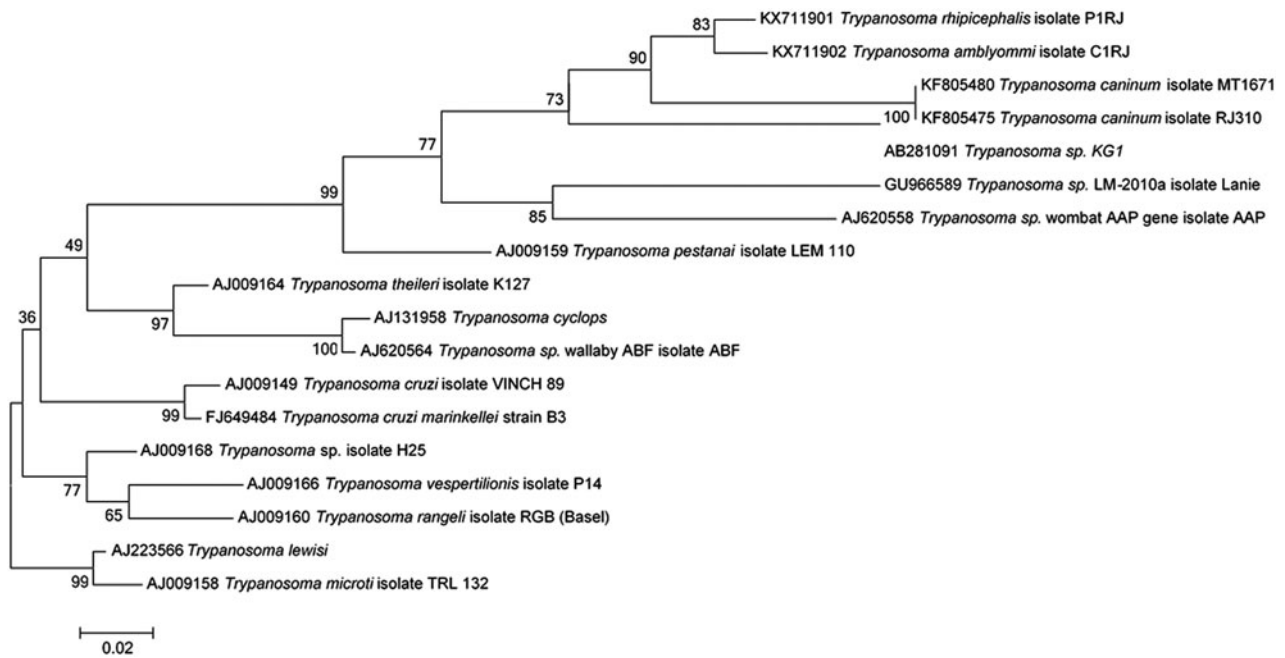 KX711901 Trypanosoma rhipicephalis isolate P1RJ
83
KX711902 Trypanosoma amblyommi isolate C1RJ
90
KF805480 Trypanosoma caninum isolate MT1671
73
100
KF805475 Trypanosoma caninum isolate RJ310
77
AB281091 Trypanosoma sp. KG1
99
GU966589 Trypanosoma sp. LM-2010a isolate Lanie
85
AJ620558 Trypanosoma sp. wombat AAP gene isolate AAP
49
AJ009159 Trypanosoma pestanai isolate LEM 110
AJ009164 Trypanosoma theileri isolate K127
36
97
AJ131958 Trypanosoma cyclops
100
AJ620564 Trypanosoma sp. wallaby ABF isolate ABF
AJ009149 Trypanosoma cruzi isolate VINCH 89
99
FJ649484 Trypanosoma cruzi marinkellei strain B3
AJ009168 Trypanosoma sp. isolate H25
77
AJ009166 Trypanosoma vespertilionis isolate P14
65
AJ009160 Trypanosoma rangeli isolate RGB (Basel)
AJ223566 Trypanosoma lewisi
99
AJ009158 Trypanosoma microti isolate TRL 132
0.02